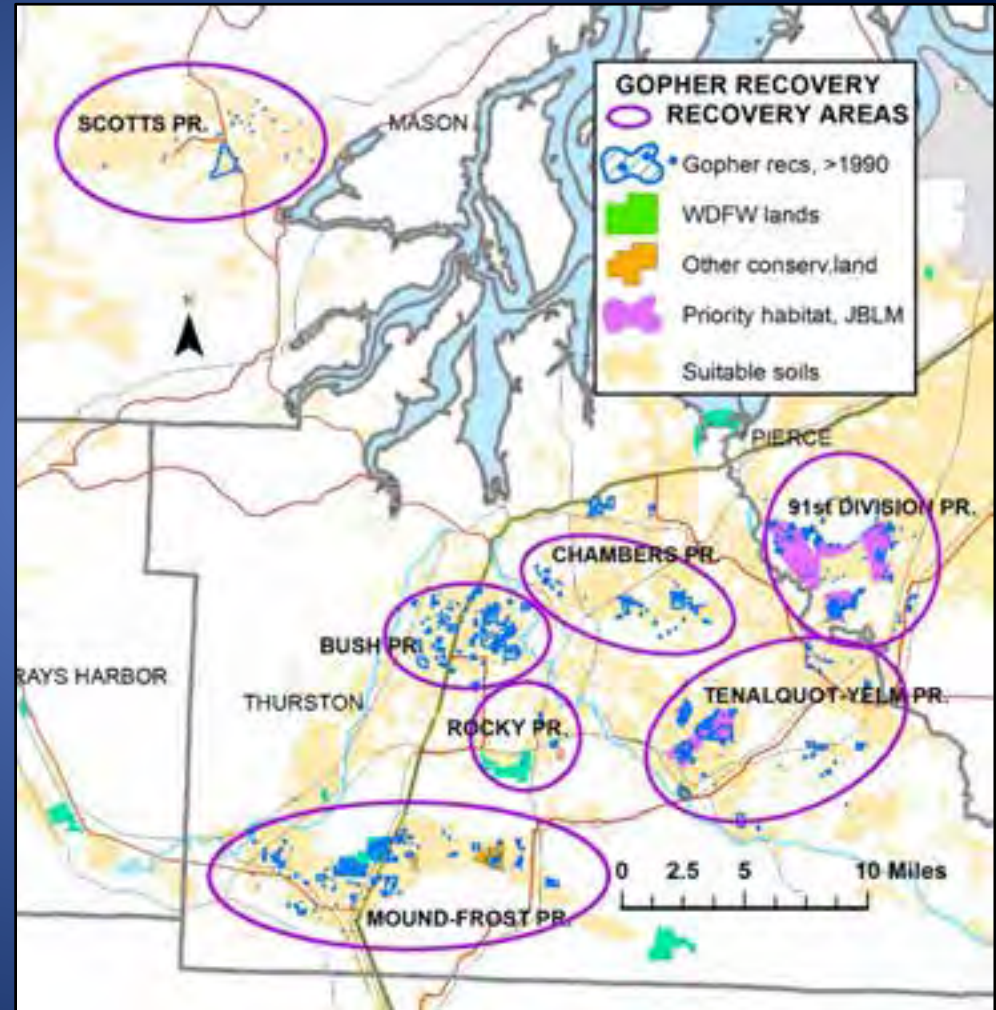 GOPHER RECOVERY
RECOVERY AREAS
Gopher recs, >1990
WDFW lands
Other conserv.land
Priority habitat, JBLM
Suitable soils
SCOTTS PR.
MASON
N
PIERCE
91st DIVISION PR.
CHAMBERS PR.
BUSH PR.
RAYS HARBOR
THURSTON
TENALQUOT-YELM PR.
ROCKY PR.
0 2.5 5 10 Miles
MOUND-FROST PR.